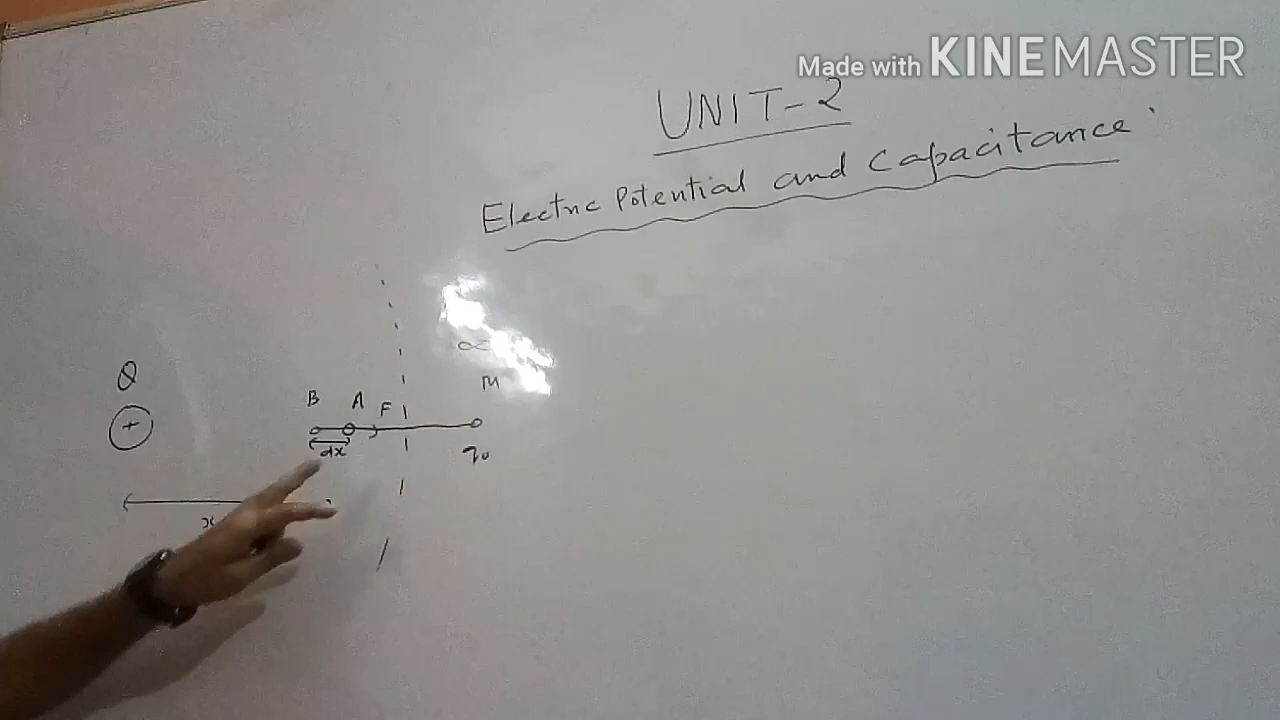 Made with KINEMASTER
UNIT-2
Electric Potential and Capacitance
∝
M
Q
B A F
+
dx
q0
x